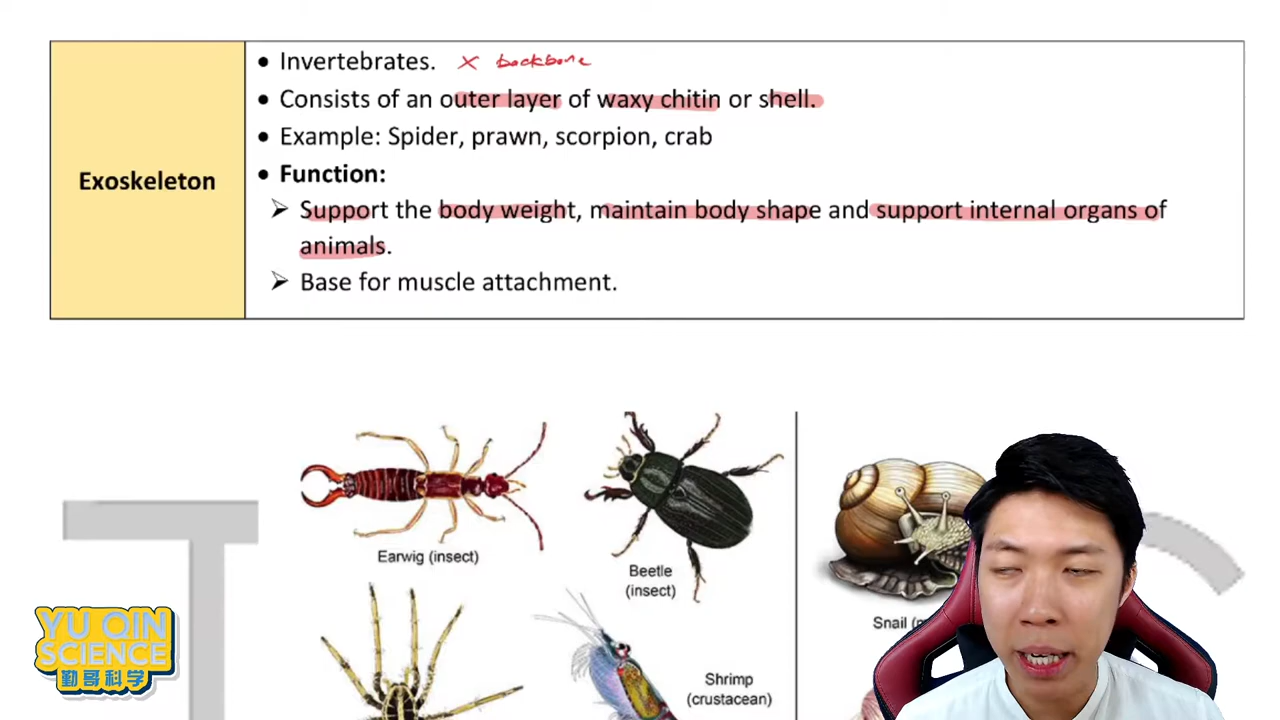 Exoskeleton
• Invertebrates. × backbone
• Consists of an outer layer of waxy chitin or shell.
• Example: Spider, prawn, scorpion, crab
• Function:
➢ Support the body weight, maintain body shape and support internal organs of
animals.
➢ Base for muscle attachment.
Earwig (insect)
Beetle
(insect)
Snail
Shrimp
(crustacean)
YU QIN
SCIENCE
勤哥科学